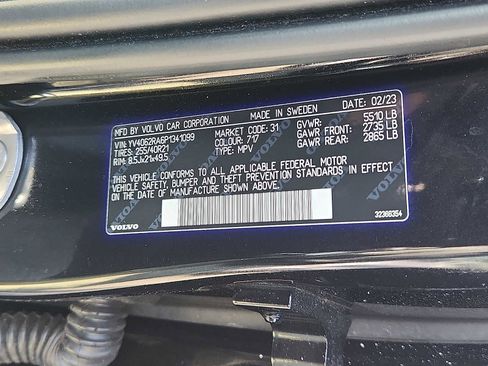 MFD. BY VOLVO CAR CORPORATION MADE IN SWEDEN DATE: 02/23
VIN: YV4062RA6P1341099 MARKET CODE: 31 GVWR: 5510 LB
TIRES: 255/40R21 COLOUR: 717 GAWR FRT: 2735 LB
RIM: 8.5Jx21x49.5 TYPE: MPV GAWR RR: 2865 LB
THIS VEHICLE CONFORMS TO ALL APPLICABLE FEDERAL MOTOR
VEHICLE SAFETY, BUMPER AND THEFT PREVENTION STANDARDS IN EFFECT
ON THE DATE OF MANUFACTURE SHOWN ABOVE.
VOLVO
32366354